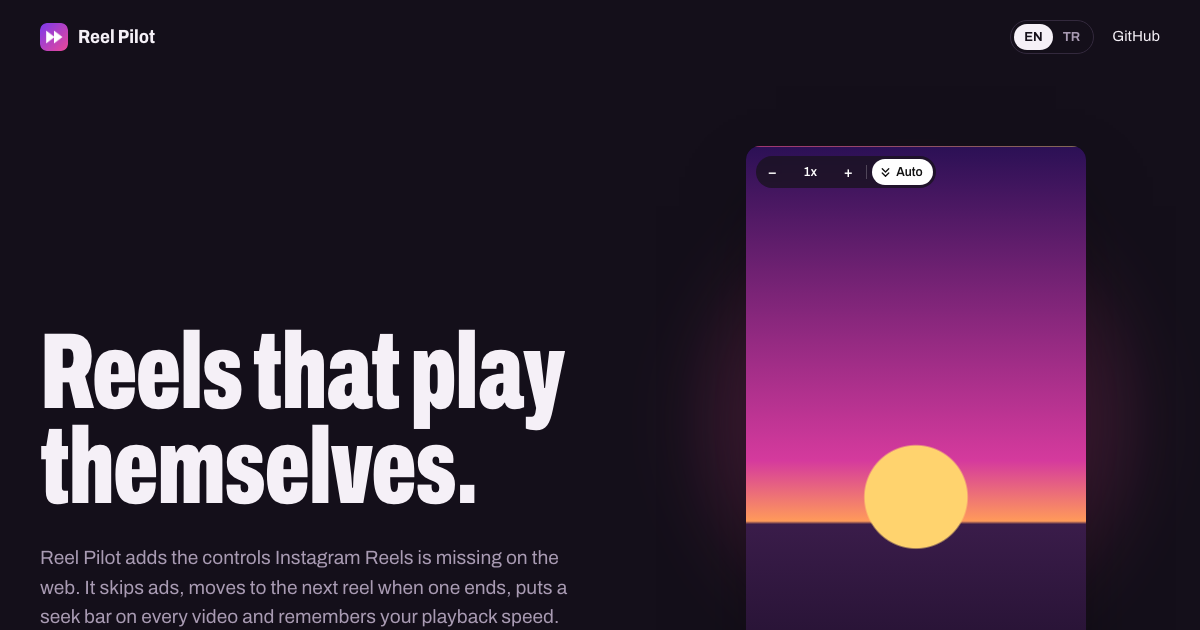 Reel Pilot
EN TR GitHub
− 1x + Auto
Reels that play
themselves.
Reel Pilot adds the controls Instagram Reels is missing on the
web. It skips ads, moves to the next reel when one ends, puts a
seek bar on every video and remembers your playback speed.